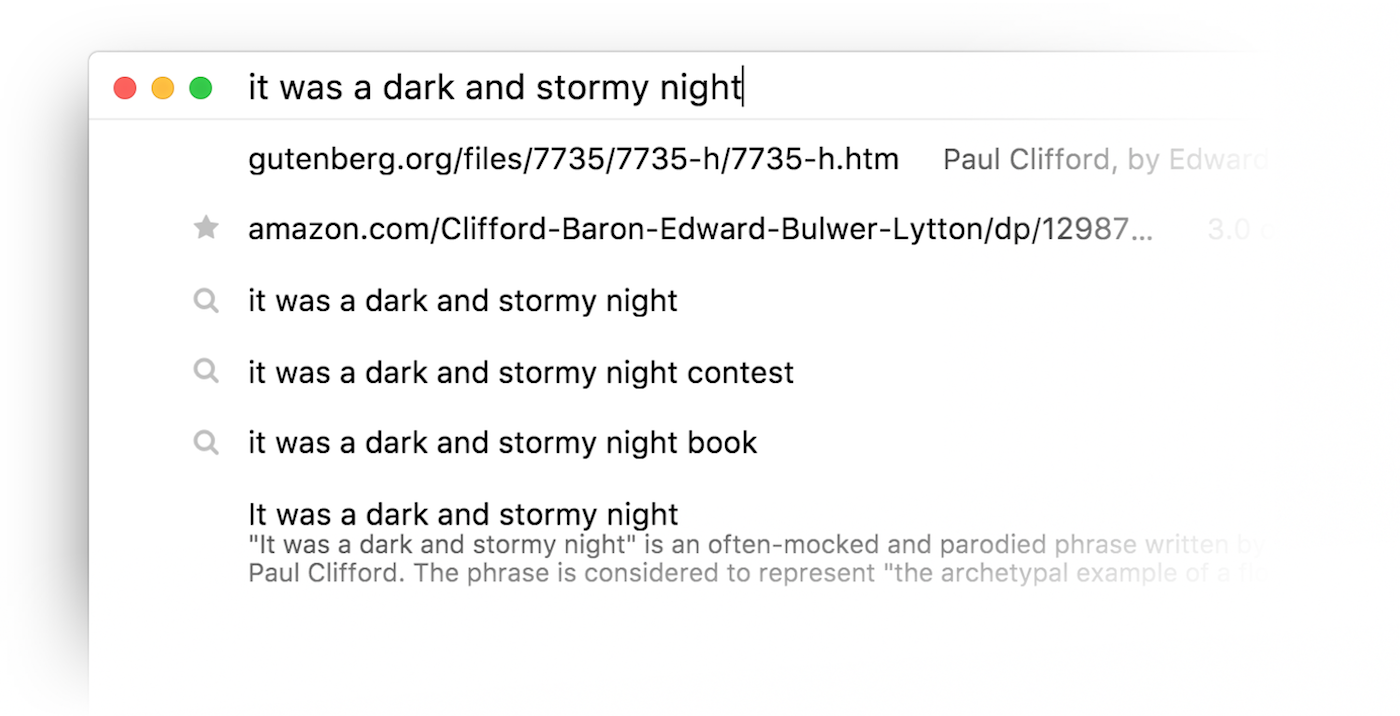 it was a dark and stormy night
gutenberg.org/files/7735/7735-h/7735-h.htm Paul Clifford, by Edward
amazon.com/Clifford-Baron-Edward-Bulwer-Lytton/dp/12987... 3.0
it was a dark and stormy night
it was a dark and stormy night contest
it was a dark and stormy night book
It was a dark and stormy night
"It was a dark and stormy night" is an often-mocked and parodied phrase written by
Paul Clifford. The phrase is considered to represent "the archetypal example of a